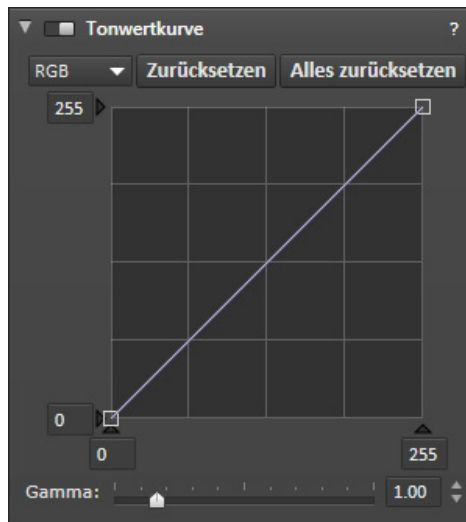 Tonwertkurve ?
RGB Zurücksetzen Alles zurücksetzen
255
0
0 255
Gamma: 1.00